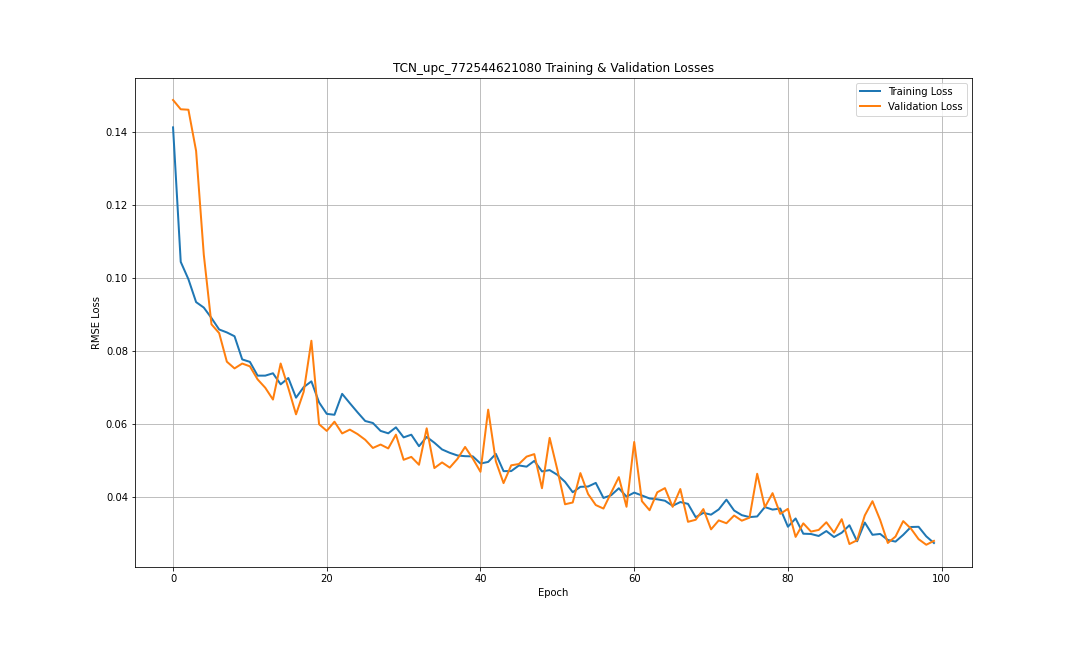 TCN_upc_772544621080 Training & Validation Losses
Training Loss
Validation Loss
0.14
0.12
0.10
0.08
0.06
0.04
RMSE Loss
0 20 40 60 80 100
Epoch